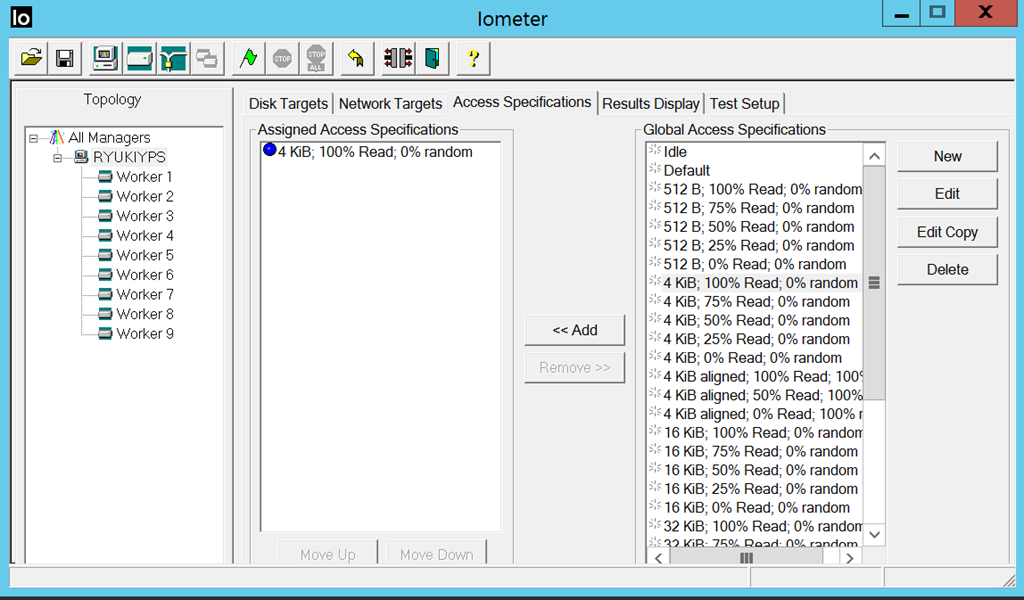 Io
Iometer
STOP
STOP
ALL
?
Topology
All Managers
RYUKIYPS
Worker 1
Worker 2
Worker 3
Worker 4
Worker 5
Worker 6
Worker 7
Worker 8
Worker 9
Disk Targets
Network Targets
Access Specifications
Results Display
Test Setup
Assigned Access Specifications
4 KiB; 100% Read; 0% random
Move Up
Move Down
<< Add
Remove >>
Global Access Specifications
Idle
Default
512 B; 100% Read; 0% random
512 B; 75% Read; 0% random
512 B; 50% Read; 0% random
512 B; 25% Read; 0% random
512 B; 0% Read; 0% random
4 KiB; 100% Read; 0% random
4 KiB; 75% Read; 0% random
4 KiB; 50% Read; 0% random
4 KiB; 25% Read; 0% random
4 KiB; 0% Read; 0% random
4 KiB aligned; 100% Read; 100%
4 KiB aligned; 50% Read; 100%
4 KiB aligned; 0% Read; 100% r
16 KiB; 100% Read; 0% random
16 KiB; 75% Read; 0% random
16 KiB; 50% Read; 0% random
16 KiB; 25% Read; 0% random
16 KiB; 0% Read; 0% random
32 KiB; 100% Read; 0% random
32 KiB; 75% Read; 0% random
New
Edit
Edit Copy
Delete